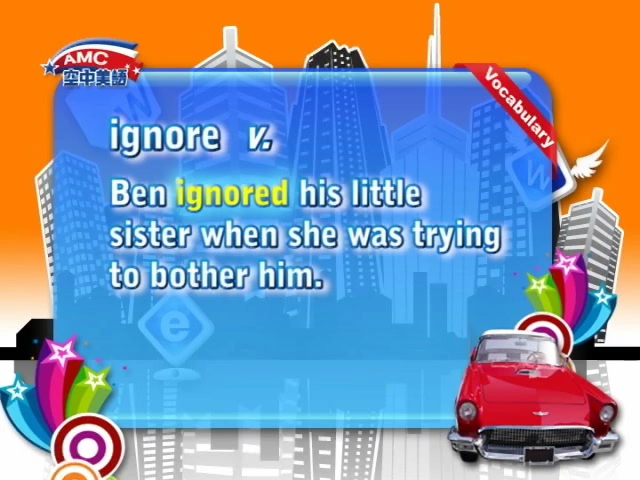 AMC
空中美語
Vocabulary
ignore v.
Ben ignored his little
sister when she was trying
to bother him.
W
W
e